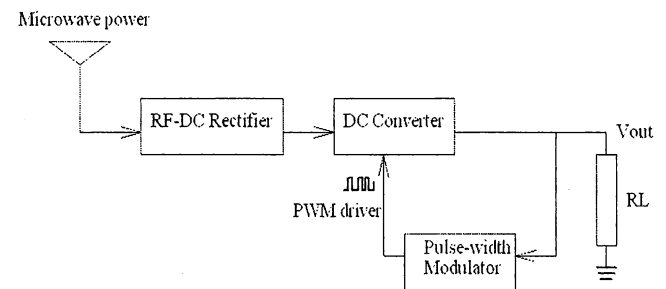 Microwave power
RF-DC Rectifier
DC Converter
Vout
RL
PWM driver
Pulse-width
Modulator